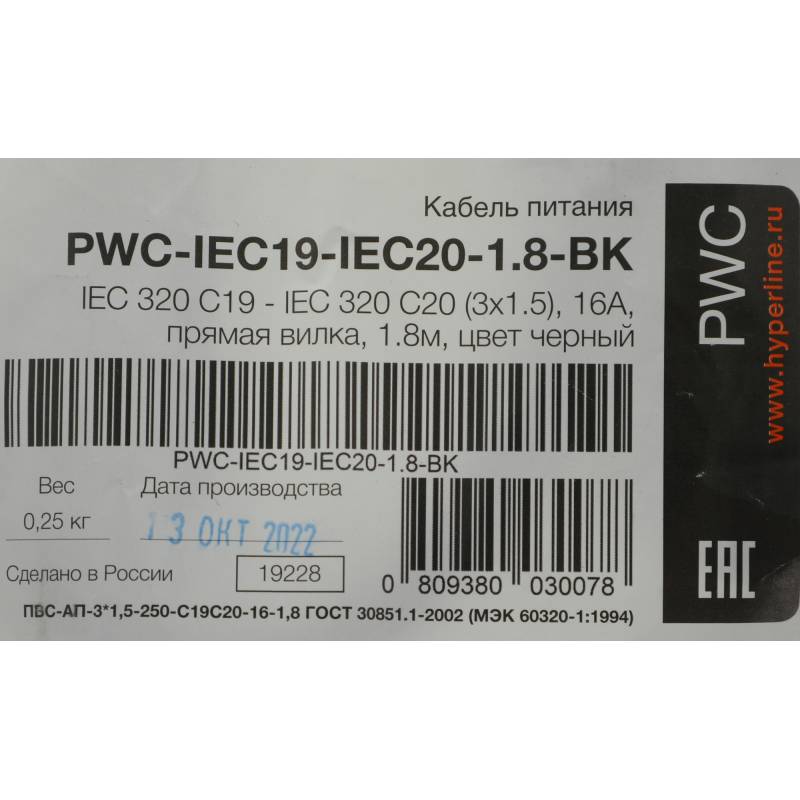 Кабель питания
PWC-IEC19-IEC20-1.8-BK
IEC 320 C19 - IEC 320 C20 (3x1.5), 16A,
прямая вилка, 1.8м, цвет черный
PWC-IEC19-IEC20-1.8-BK
Вес
Дата производства
0,25 кг
13 ОКТ 2022
Сделано в России
19228
0 809380 030078
ПВС-АП-3*1,5-250-С19С20-16-1,8 ГОСТ 30851.1-2002 (МЭК 60320-1:1994)
PWC
www.hyperline.ru
EAC